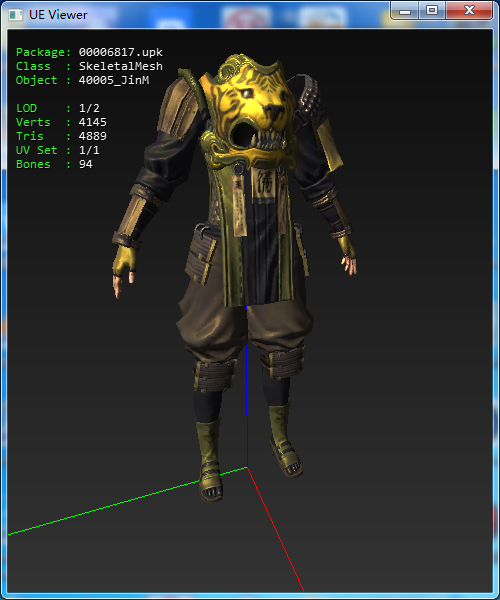 UE Viewer
Package: 00006817.upk
Class : SkeletalMesh
Object : 40005_JinM
LOD : 1/2
Verts : 4145
Tris : 4889
UV Set : 1/1
Bones : 94